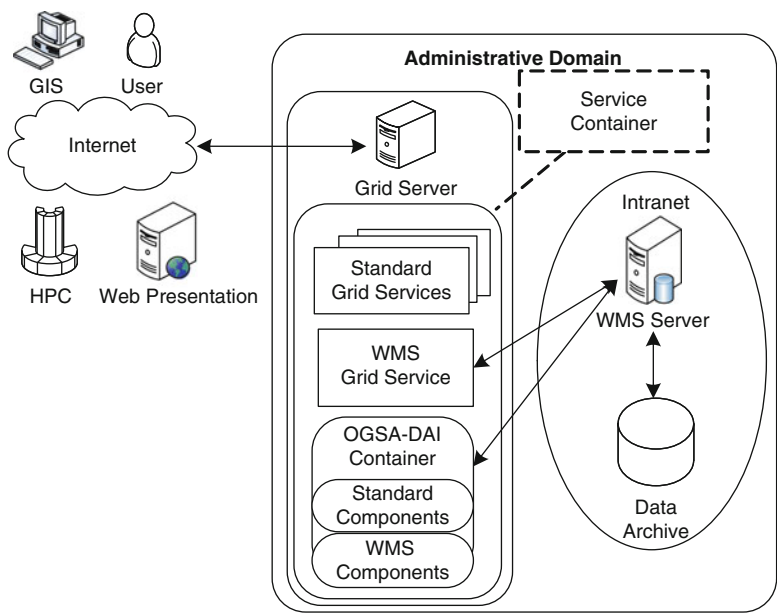 GIS
User
Internet
HPC
Web Presentation
Administrative Domain
Service
Container
Grid Server
Standard
Grid Services
WMS
Grid Service
OGSA-DAI
Container
Standard
Components
WMS
Components
Intranet
WMS Server
Data
Archive